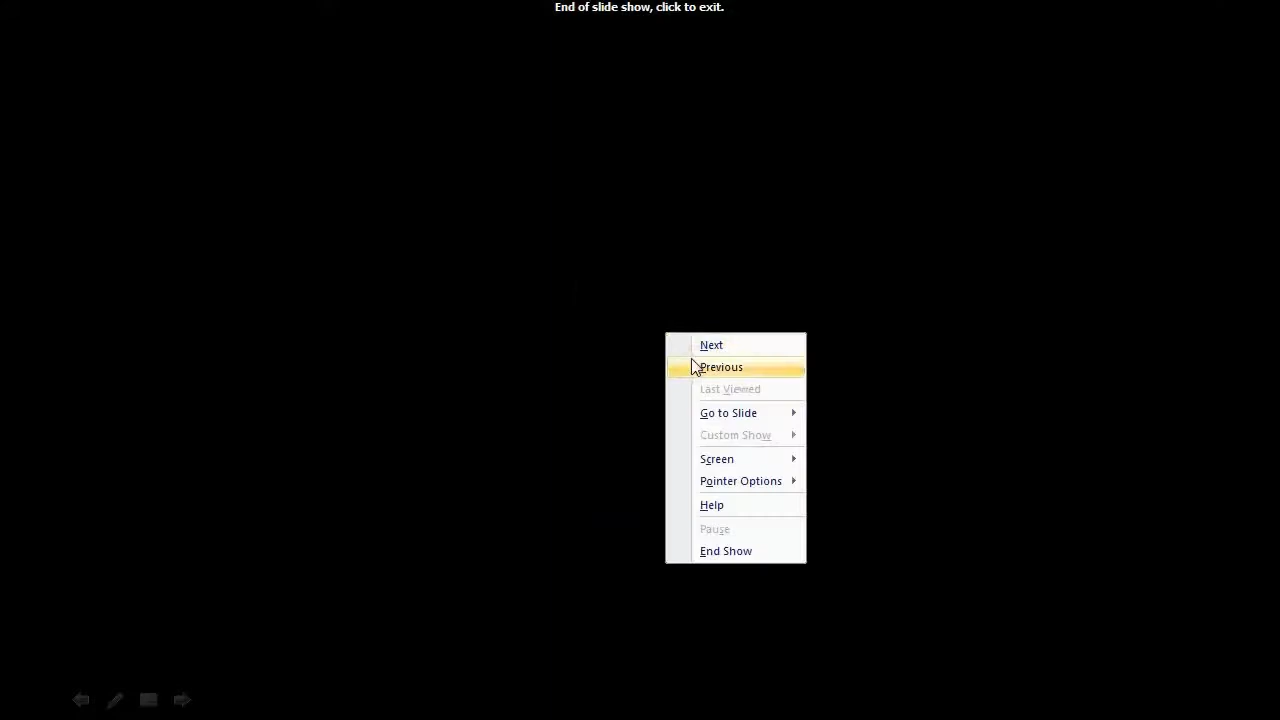 End of slide show, click to exit.
Next
Previous
Last Viewed
Go to Slide
Custom Show
Screen
Pointer Options
Help
Pause
End Show